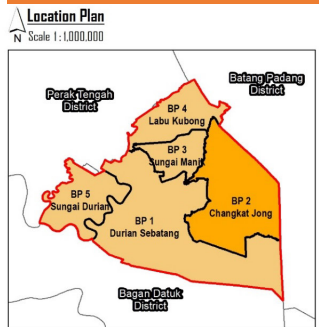 Location Plan
N
Scale 1:1,000,000
Batang Padang
District
Perak Tengah
District
BP 4
Labu Kubong
BP 3
Sungai Manik
BP 5
Sungai Durian
BP 2
Changkat Jong
BP 1
Durian Sebatang
Bagan Datuk
District